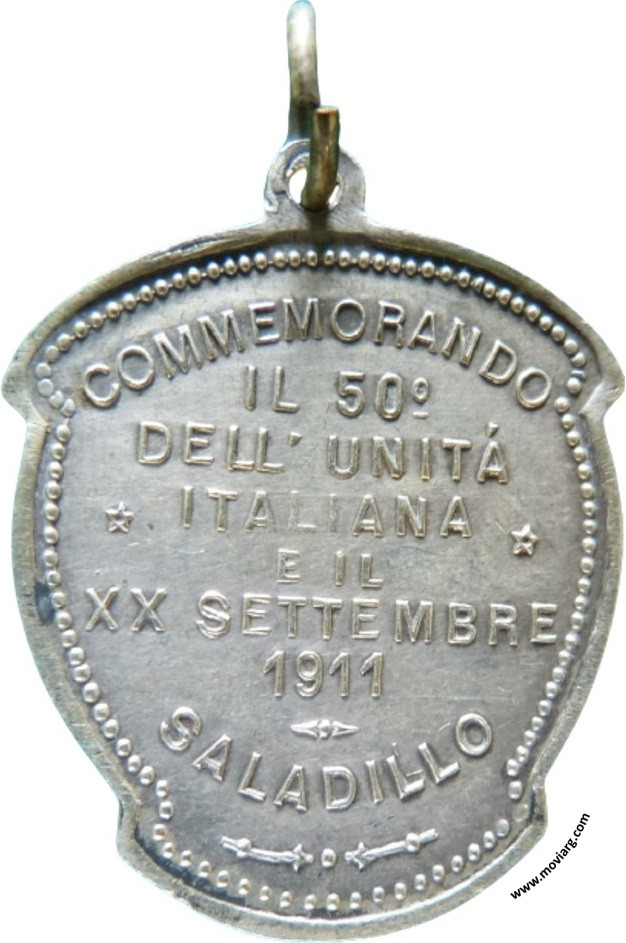 COMMEMORANDO
IL 50º
DELL' UNITÁ
ITALIANA
E IL
XX SETTEMBRE
1911
SALADILLO
www.moviarg.com